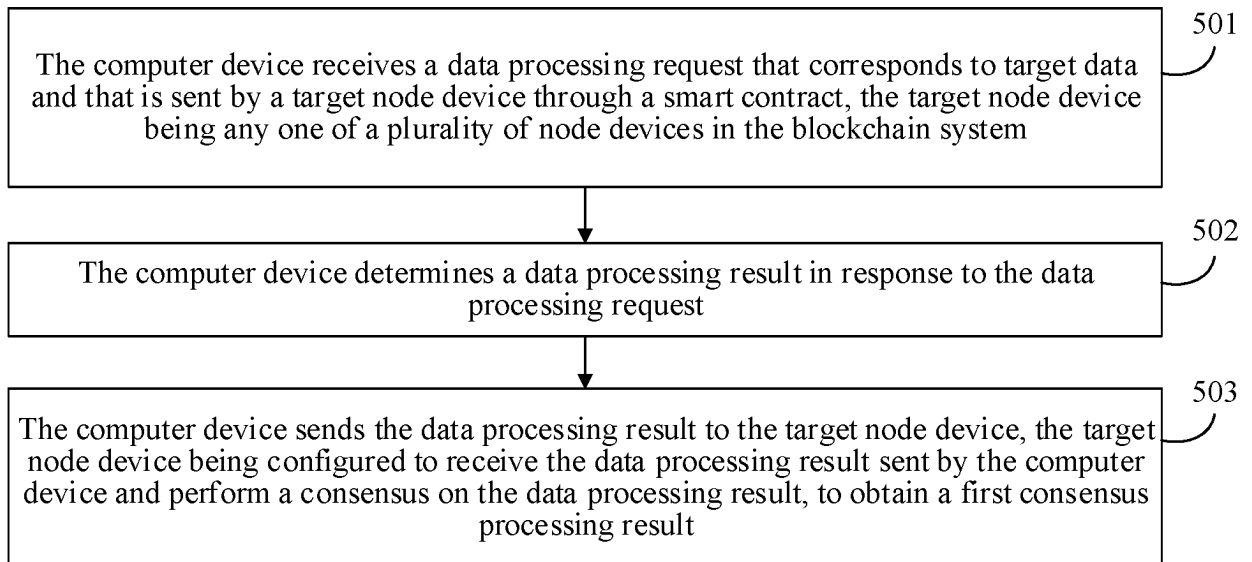 501
The computer device receives a data processing request that corresponds to target data
and that is sent by a target node device through a smart contract, the target node device
being any one of a plurality of node devices in the blockchain system
502
The computer device determines a data processing result in response to the data
processing request
503
The computer device sends the data processing result to the target node device, the target
node device being configured to receive the data processing result sent by the computer
device and perform a consensus on the data processing result, to obtain a first consensus
processing result